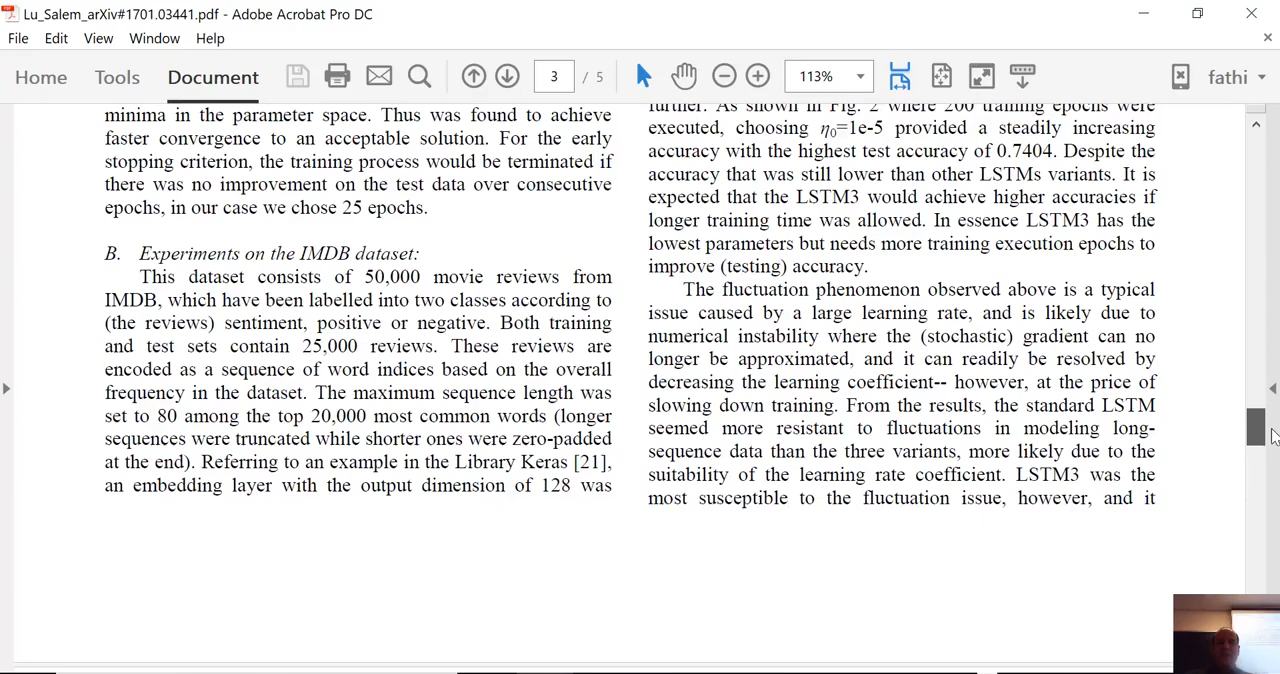 Lu_Salem_arXiv#1701.03441.pdf - Adobe Acrobat Pro DC
File Edit View Window Help
Home Tools Document 3 / 5 113% fathi
minima in the parameter space. Thus was found to achieve
faster convergence to an acceptable solution. For the early
stopping criterion, the training process would be terminated if
there was no improvement on the test data over consecutive
epochs, in our case we chose 25 epochs.
B. Experiments on the IMDB dataset:
This dataset consists of 50,000 movie reviews from
IMDB, which have been labelled into two classes according to
(the reviews) sentiment, positive or negative. Both training
and test sets contain 25,000 reviews. These reviews are
encoded as a sequence of word indices based on the overall
frequency in the dataset. The maximum sequence length was
set to 80 among the top 20,000 most common words (longer
sequences were truncated while shorter ones were zero-padded
at the end). Referring to an example in the Library Keras [21],
an embedding layer with the output dimension of 128 was
further. As shown in Fig. 2 where 200 training epochs were
executed, choosing η0=1e-5 provided a steadily increasing
accuracy with the highest test accuracy of 0.7404. Despite the
accuracy that was still lower than other LSTMs variants. It is
expected that the LSTM3 would achieve higher accuracies if
longer training time was allowed. In essence LSTM3 has the
lowest parameters but needs more training execution epochs to
improve (testing) accuracy.
The fluctuation phenomenon observed above is a typical
issue caused by a large learning rate, and is likely due to
numerical instability where the (stochastic) gradient can no
longer be approximated, and it can readily be resolved by
decreasing the learning coefficient-- however, at the price of
slowing down training. From the results, the standard LSTM
seemed more resistant to fluctuations in modeling long-
sequence data than the three variants, more likely due to the
suitability of the learning rate coefficient. LSTM3 was the
most susceptible to the fluctuation issue, however, and it